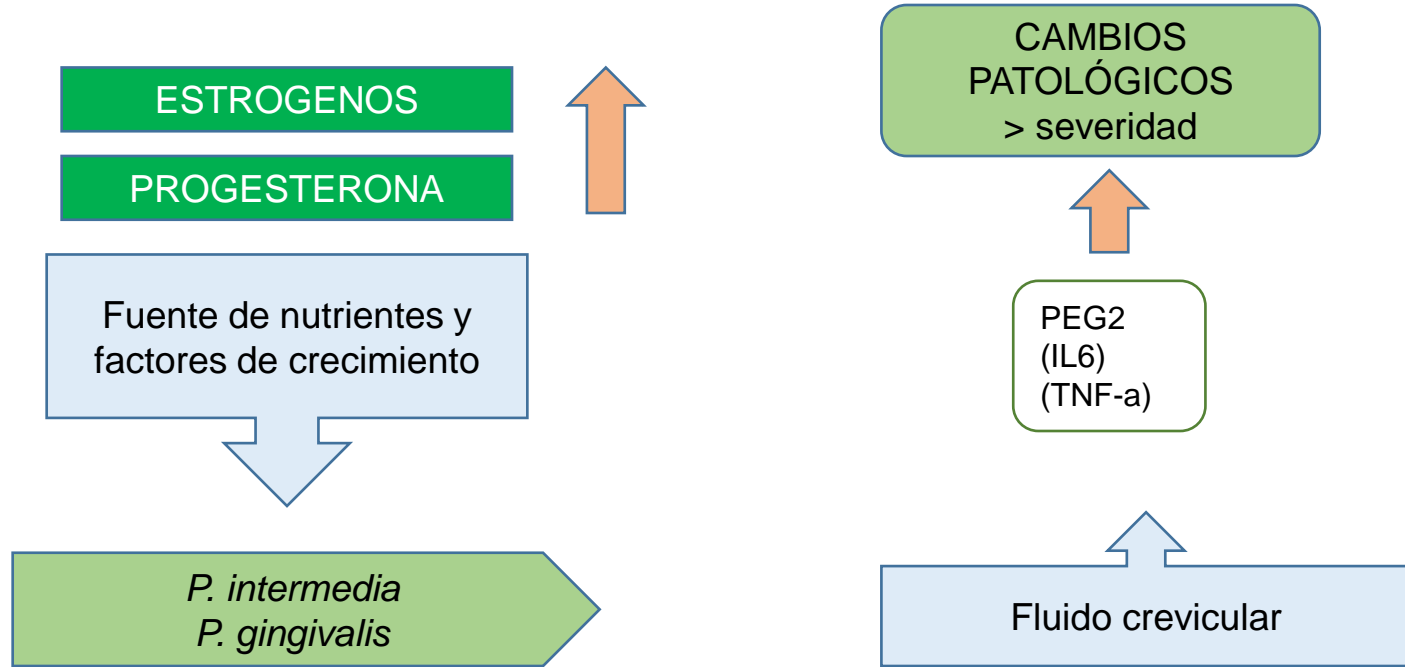 ESTROGENOS
PROGESTERONA
Fuente de nutrientes y
factores de crecimiento
P. intermedia
P. gingivalis
CAMBIOS
PATOLÓGICOS
> severidad
PEG2
(IL6)
(TNF-a)
Fluido crevicular